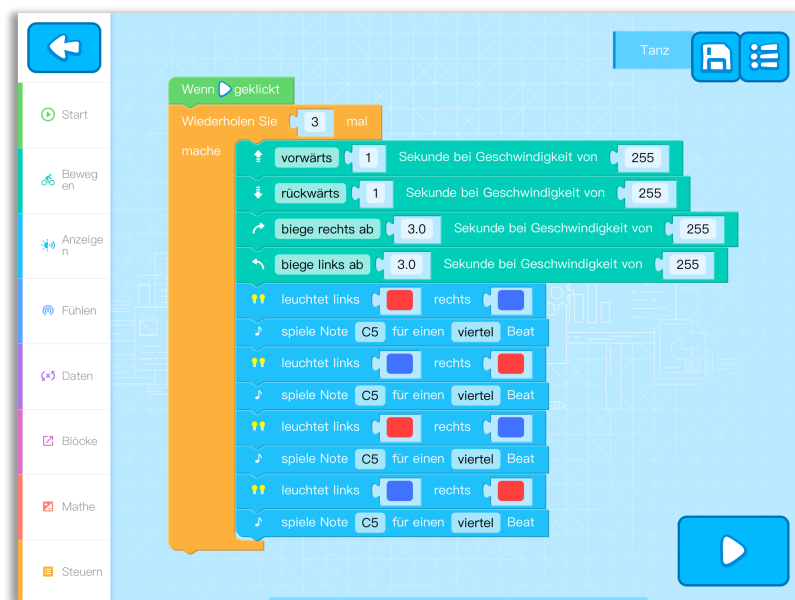 Tanz
Wenn geklickt
Start
Wiederholen Sie 3 mal
mache
vorwärts 1 Sekunde bei Geschwindigkeit von 255
Beweg
en
rückwärts 1 Sekunde bei Geschwindigkeit von 255
biege rechts ab 3.0 Sekunde bei Geschwindigkeit von 255
Anzeige
n
biege links ab 3.0 Sekunde bei Geschwindigkeit von 255
leuchtet links rechts
Fühlen
spiele Note C5 für einen viertel Beat
leuchtet links rechts
Daten
spiele Note C5 für einen viertel Beat
leuchtet links rechts
Blöcke
spiele Note C5 für einen viertel Beat
leuchtet links rechts
Mathe
spiele Note C5 für einen viertel Beat
Steuern